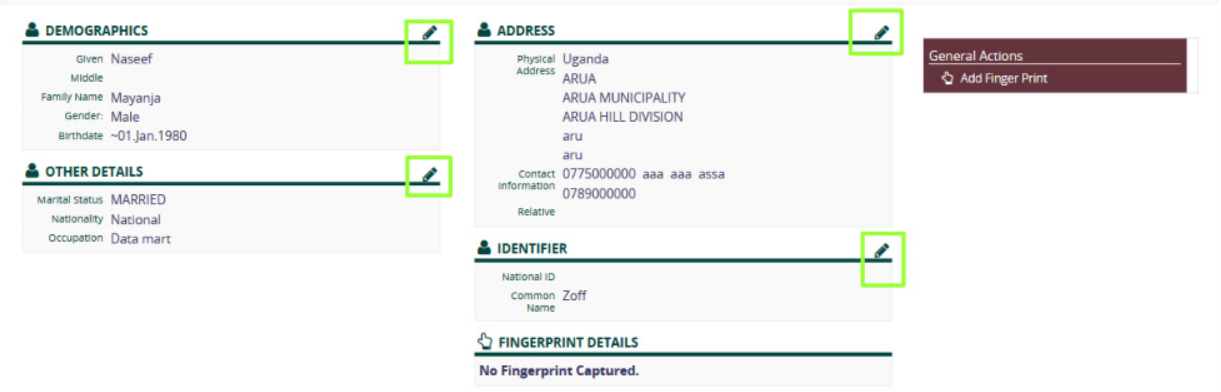 DEMOGRAPHICS
Given Naseef
Middle
Family Name Mayanja
Gender: Male
Birthdate ~01.Jan.1980
OTHER DETAILS
Marital Status MARRIED
Nationality National
Occupation Data mart
ADDRESS
Physical Address Uganda
ARUA
ARUA MUNICIPALITY
ARUA HILL DIVISION
aru
aru
Contact Information 0775000000 aaa aaa assa
0789000000
Relative
IDENTIFIER
National ID
Common Name Zoff
FINGERPRINT DETAILS
No Fingerprint Captured.
General Actions
Add Finger Print